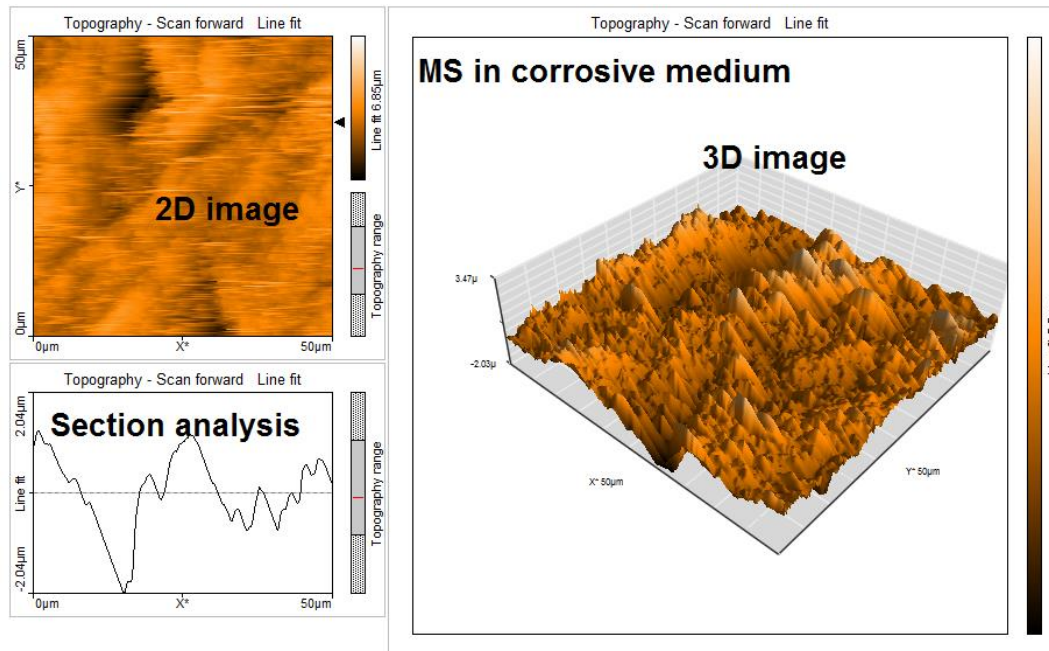 Topography - Scan forward Line fit
50µm
Y*
0µm
2D image
0µm
X*
50µm
Line fit 6.85µm
Topography range
Topography - Scan forward Line fit
2.04µm
Line fit
-2.04µm
Section analysis
0µm
X*
50µm
Topography range
Topography - Scan forward Line fit
MS in corrosive medium
3D image
3.47µ
-2.03µ
X* 50µm
Y* 50µm